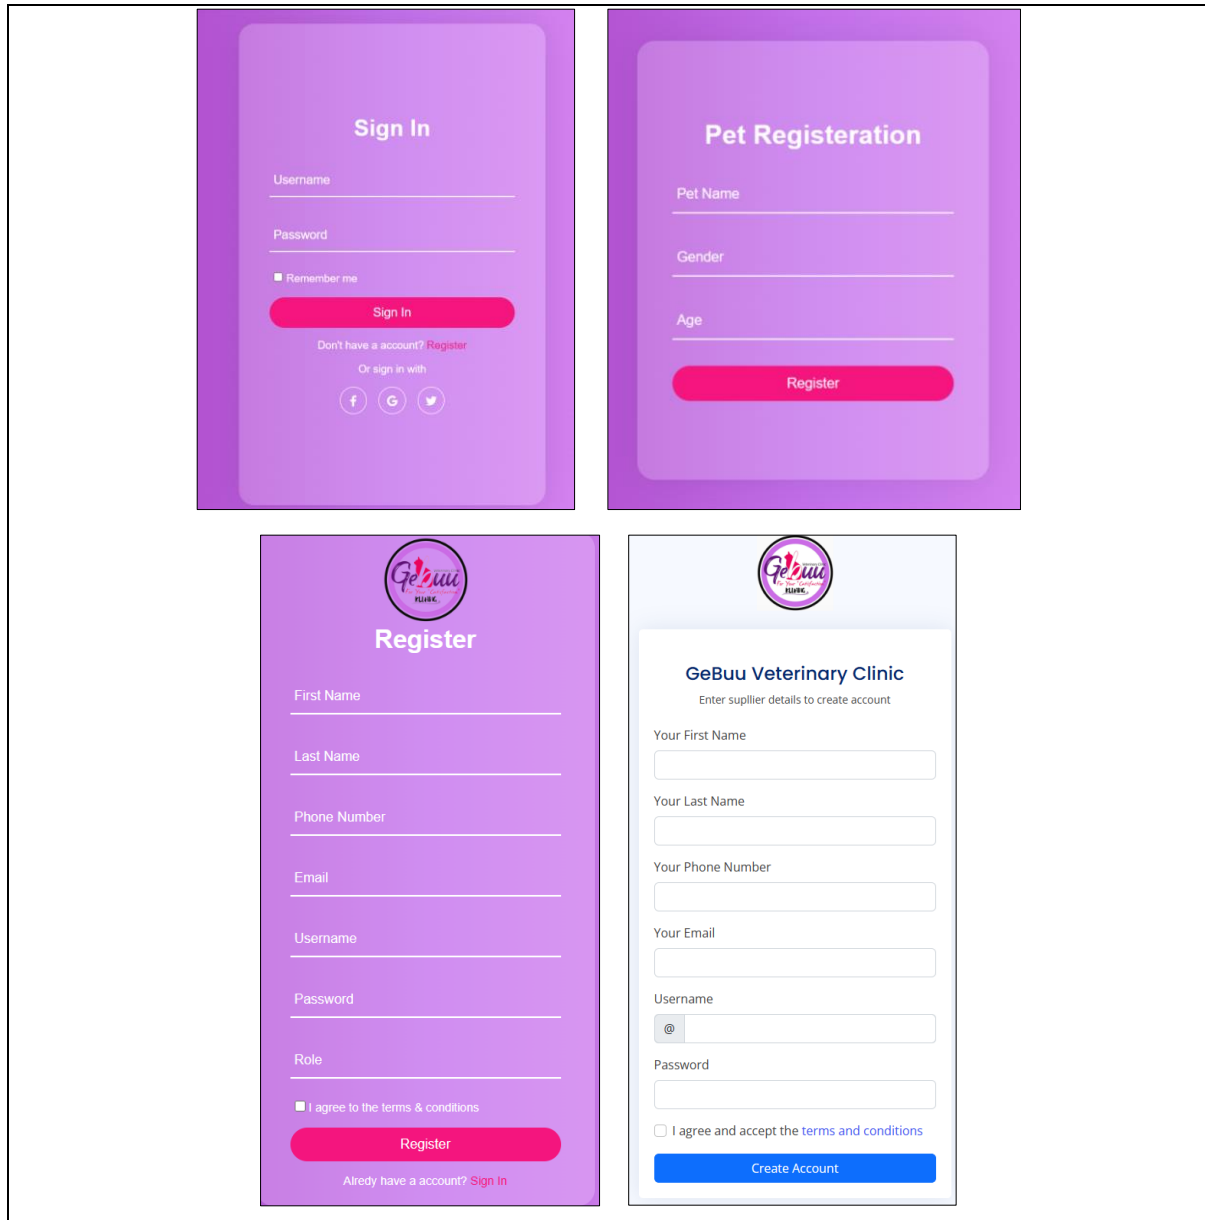 Sign In
Username
Password
Remember me
Sign In
Don't have a account? Register
Or sign in with
Pet Registeration
Pet Name
Gender
Age
Register
GeBuu
KLINIK
Register
First Name
Last Name
Phone Number
Email
Username
Password
Role
I agree to the terms & conditions
Register
Alredy have a account? Sign In
GeBuu
KLINIK
GeBuu Veterinary Clinic
Enter supllier details to create account
Your First Name
Your Last Name
Your Phone Number
Your Email
Username
@
Password
I agree and accept the terms and conditions
Create Account